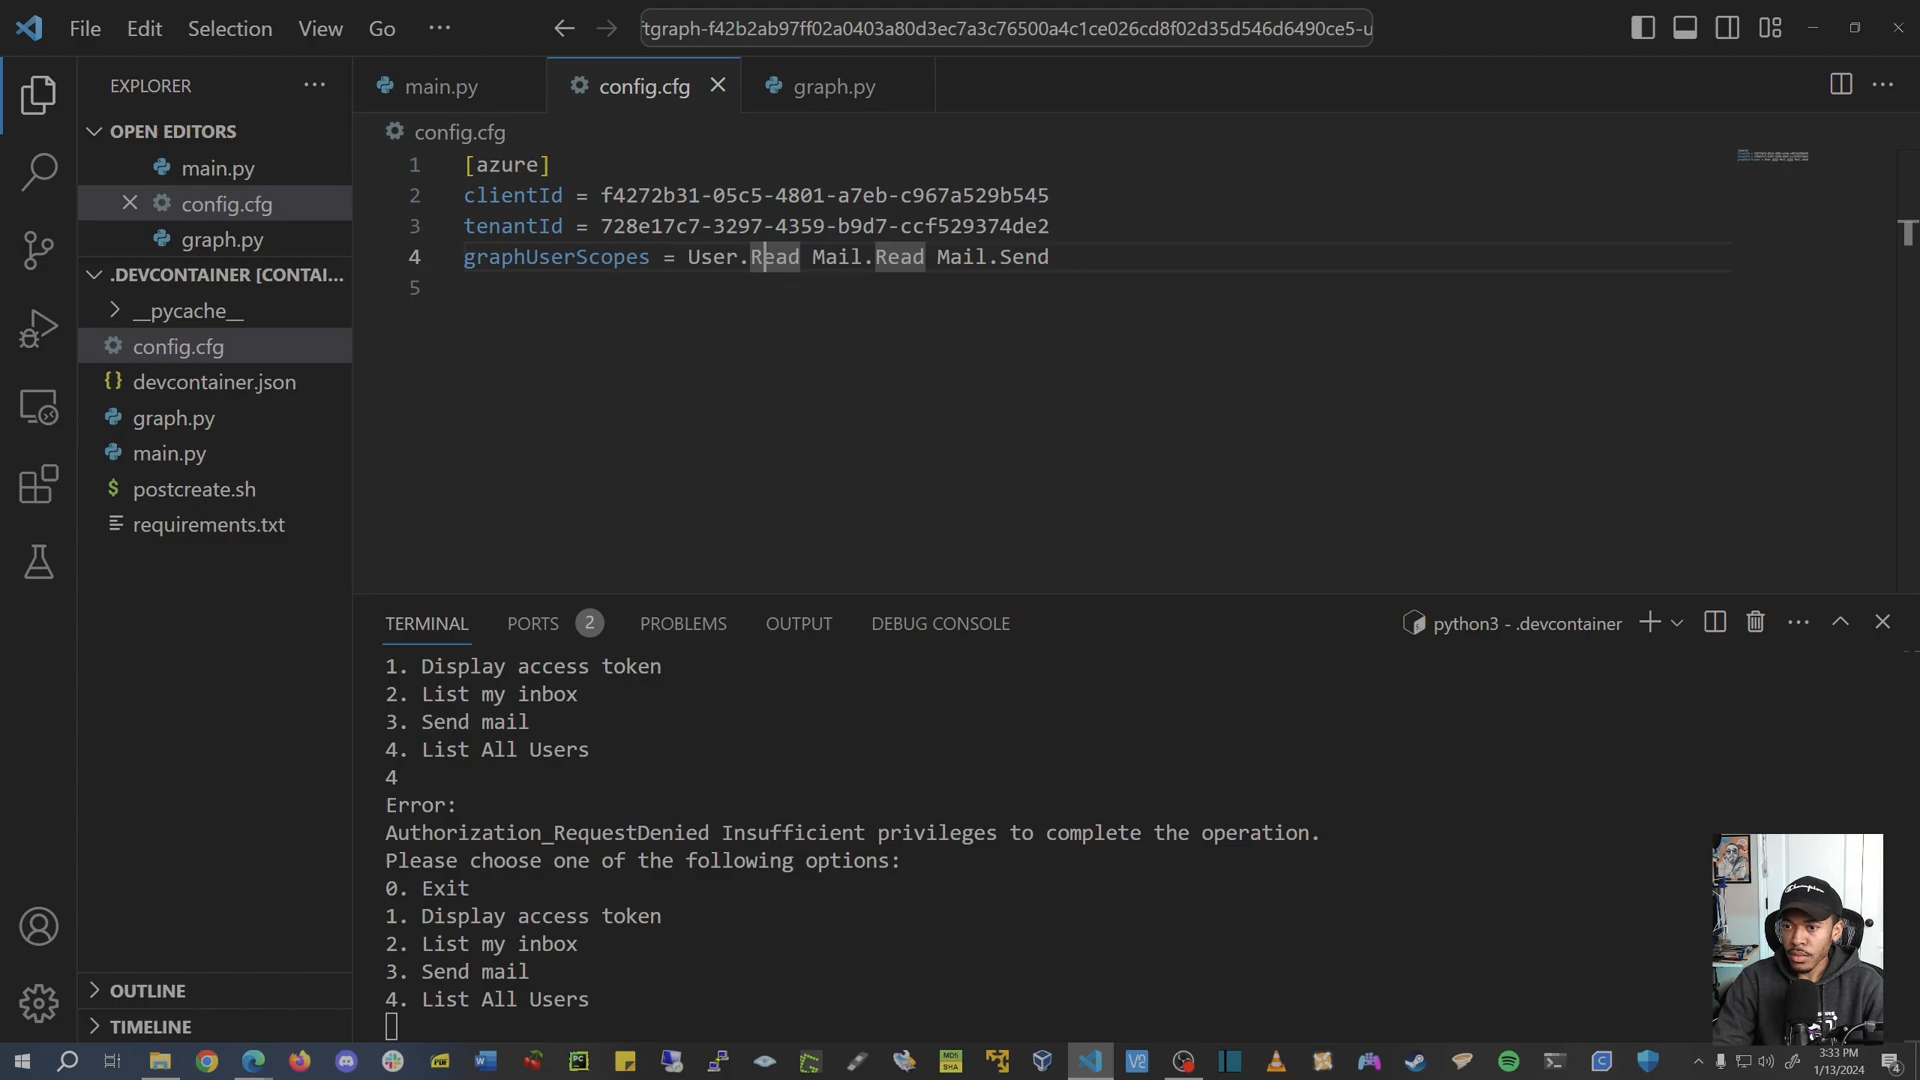 File Edit Selection View Go ···
tgraph-f42b2ab97ff02a0403a80d3ec7a3c76500a4c1ce026cd8f02d35d546d6490ce5-u
EXPLORER
OPEN EDITORS
main.py
config.cfg
graph.py
.DEVCONTAINER [CONTAI...
__pycache__
config.cfg
devcontainer.json
graph.py
main.py
postcreate.sh
requirements.txt
OUTLINE
TIMELINE
main.py config.cfg graph.py
config.cfg
1 [azure]
2 clientId = f4272b31-05c5-4801-a7eb-c967a529b545
3 tenantId = 728e17c7-3297-4359-b9d7-ccf529374de2
4 graphUserScopes = User.Read Mail.Read Mail.Send
5
TERMINAL PORTS 2 PROBLEMS OUTPUT DEBUG CONSOLE
python3 - .devcontainer
1. Display access token
2. List my inbox
3. Send mail
4. List All Users
4
Error:
Authorization_RequestDenied Insufficient privileges to complete the operation.
Please choose one of the following options:
0. Exit
1. Display access token
2. List my inbox
3. Send mail
4. List All Users
3:33 PM
1/13/2024